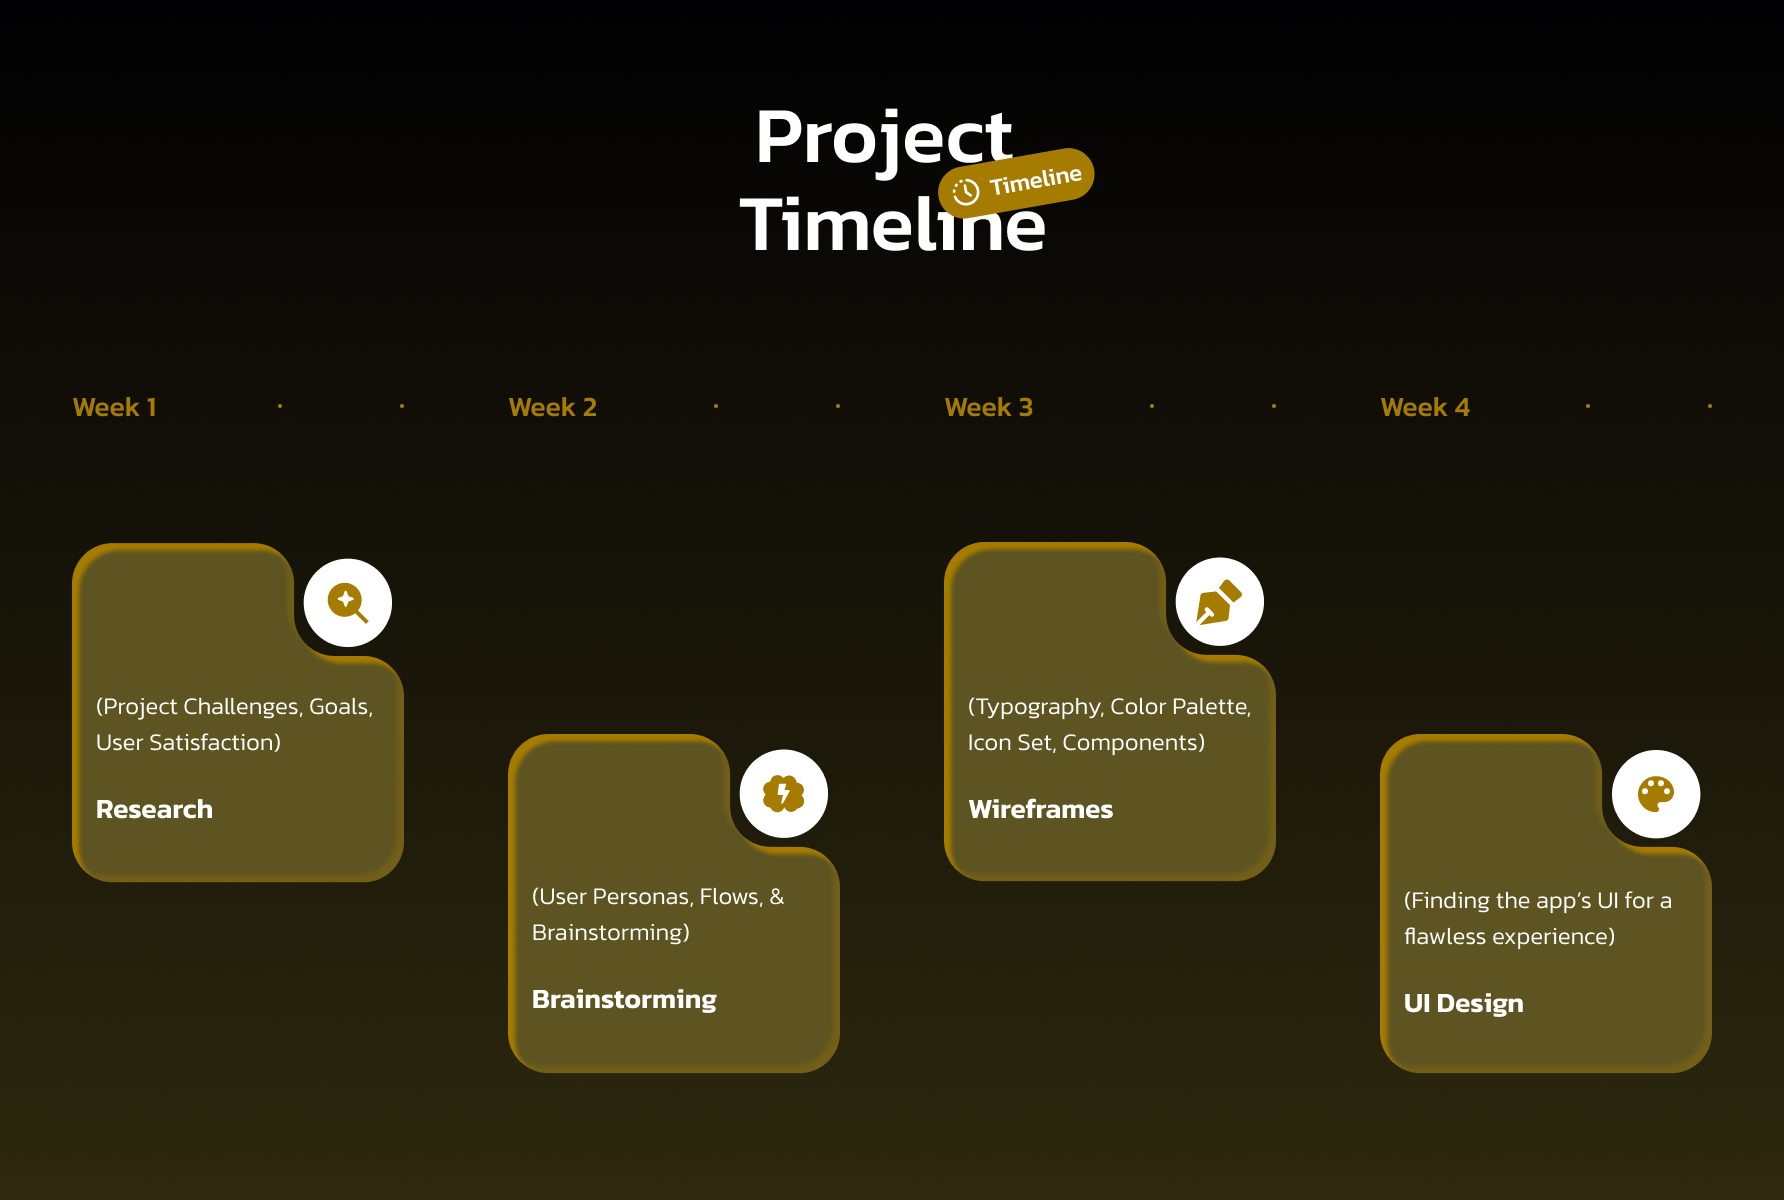 Project
Timeline
Timeline
Week 1
Week 2
Week 3
Week 4
(Project Challenges, Goals,
User Satisfaction)
Research
(User Personas, Flows, &
Brainstorming)
Brainstorming
(Typography, Color Palette,
Icon Set, Components)
Wireframes
(Finding the app’s UI for a
flawless experience)
UI Design